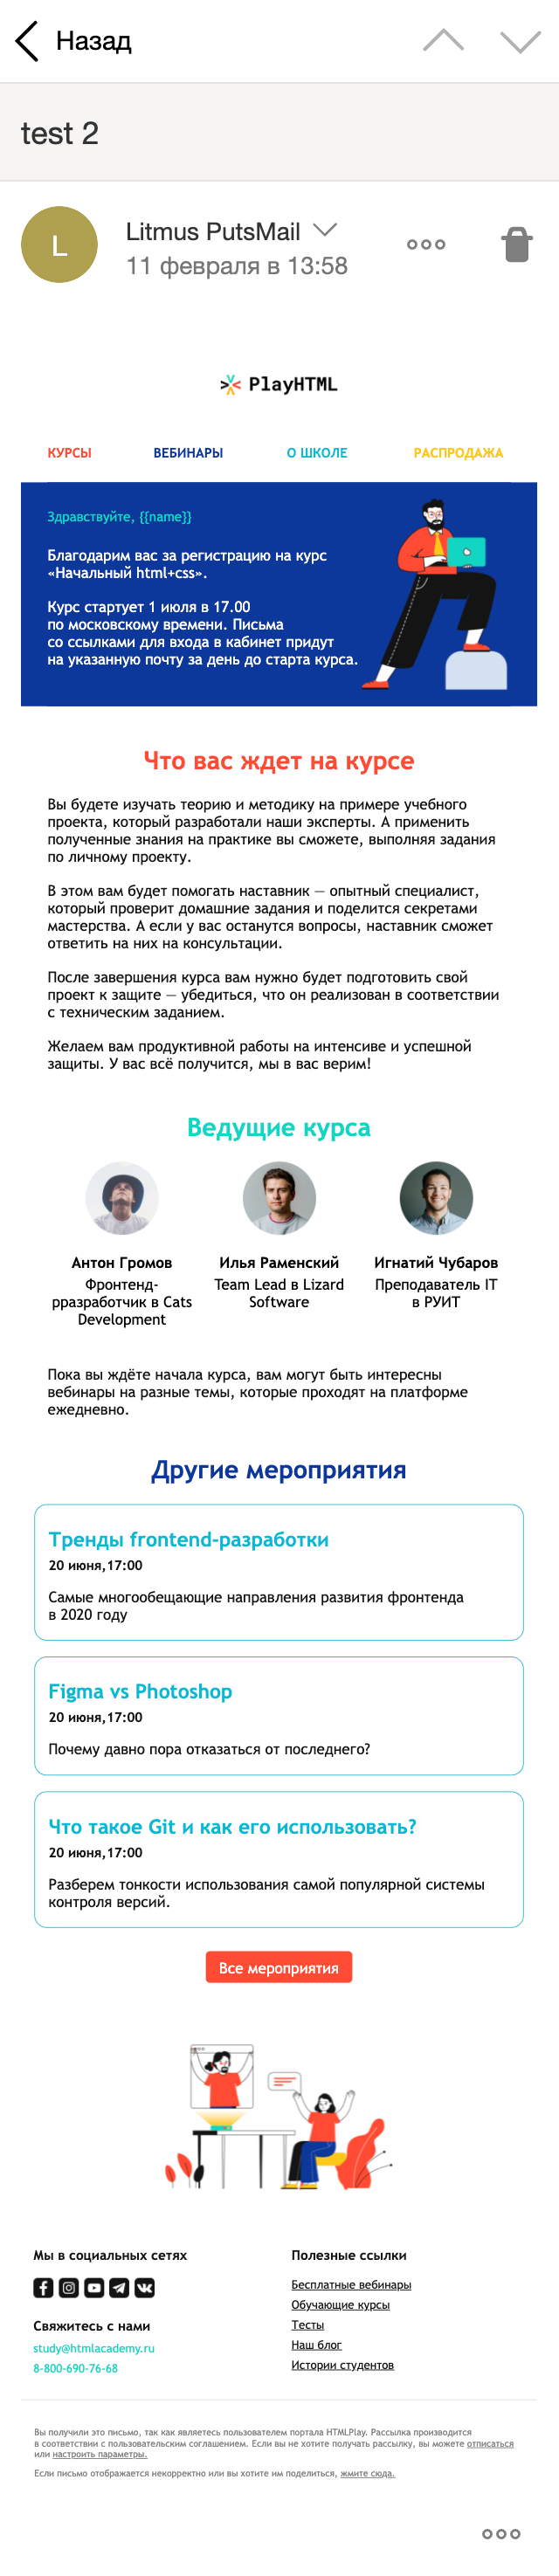 Назад
test 2
L
Litmus PutsMail
11 февраля в 13:58
PlayHTML
КУРСЫ ВЕБИНАРЫ О ШКОЛЕ РАСПРОДАЖА
Здравствуйте, {{name}}
Благодарим вас за регистрацию на курс
«Начальный html+css».
Курс стартует 1 июля в 17.00
по московскому времени. Письма
со ссылками для входа в кабинет придут
на указанную почту за день до старта курса.
Что вас ждет на курсе
Вы будете изучать теорию и методику на примере учебного
проекта, который разработали наши эксперты. А применить
полученные знания на практике вы сможете, выполняя задания
по личному проекту.
В этом вам будет помогать наставник — опытный специалист,
который проверит домашние задания и поделится секретами
мастерства. А если у вас останутся вопросы, наставник сможет
ответить на них на консультации.
После завершения курса вам нужно будет подготовить свой
проект к защите — убедиться, что он реализован в соответствии
с техническим заданием.
Желаем вам продуктивной работы на интенсиве и успешной
защиты. У вас всё получится, мы в вас верим!
Ведущие курса
Антон Громов
Фронтенд-
рразработчик в Cats
Development
Илья Раменский
Team Lead в Lizard
Software
Игнатий Чубаров
Преподаватель IT
в РУИТ
Пока вы ждёте начала курса, вам могут быть интересны
вебинары на разные темы, которые проходят на платформе
ежедневно.
Другие мероприятия
Тренды frontend-разработки
20 июня,17:00
Самые многообещающие направления развития фронтенда
в 2020 году
Figma vs Photoshop
20 июня,17:00
Почему давно пора отказаться от последнего?
Что такое Git и как его использовать?
20 июня,17:00
Разберем тонкости использования самой популярной системы
контроля версий.
Все мероприятия
Мы в социальных сетях
Свяжитесь с нами
study@htmlacademy.ru
8-800-690-76-68
Полезные ссылки
Бесплатные вебинары
Обучающие курсы
Тесты
Наш блог
Истории студентов
Вы получили это письмо, так как являетесь пользователем портала HTMLPlay. Рассылка производится
в соответствии с пользовательским соглашением. Если вы не хотите получать рассылку, вы можете отписаться
или настроить параметры.
Если письмо отображается некорректно или вы хотите им поделиться, жмите сюда.